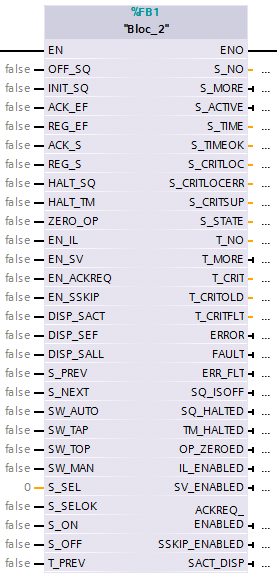 %FB1
"Bloc_2"
EN ENO
false OFF_SQ S_NO ...
false INIT_SQ S_MORE ...
false ACK_EF S_ACTIVE ...
false REG_EF S_TIME ...
false ACK_S S_TIMEOK ...
false REG_S S_CRITLOC ...
false HALT_SQ S_CRITLOCERR ...
false HALT_TM S_CRITSUP ...
false ZERO_OP S_STATE ...
false EN_IL T_NO ...
false EN_SV T_MORE ...
false EN_ACKREQ T_CRIT ...
false EN_SSKIP T_CRITOLD ...
false DISP_SACT T_CRITFLT ...
false DISP_SEF ERROR ...
false DISP_SALL FAULT ...
false S_PREV ERR_FLT ...
false S_NEXT SQ_ISOFF ...
false SW_AUTO SQ_HALTED ...
false SW_TAP TM_HALTED ...
false SW_TOP OP_ZEROED ...
false SW_MAN IL_ENABLED ...
0 S_SEL SV_ENABLED ...
false S_SELOK ACKREQ_
false S_ON ENABLED ...
false S_OFF SSKIP_ENABLED ...
false T_PREV SACT_DISP ...